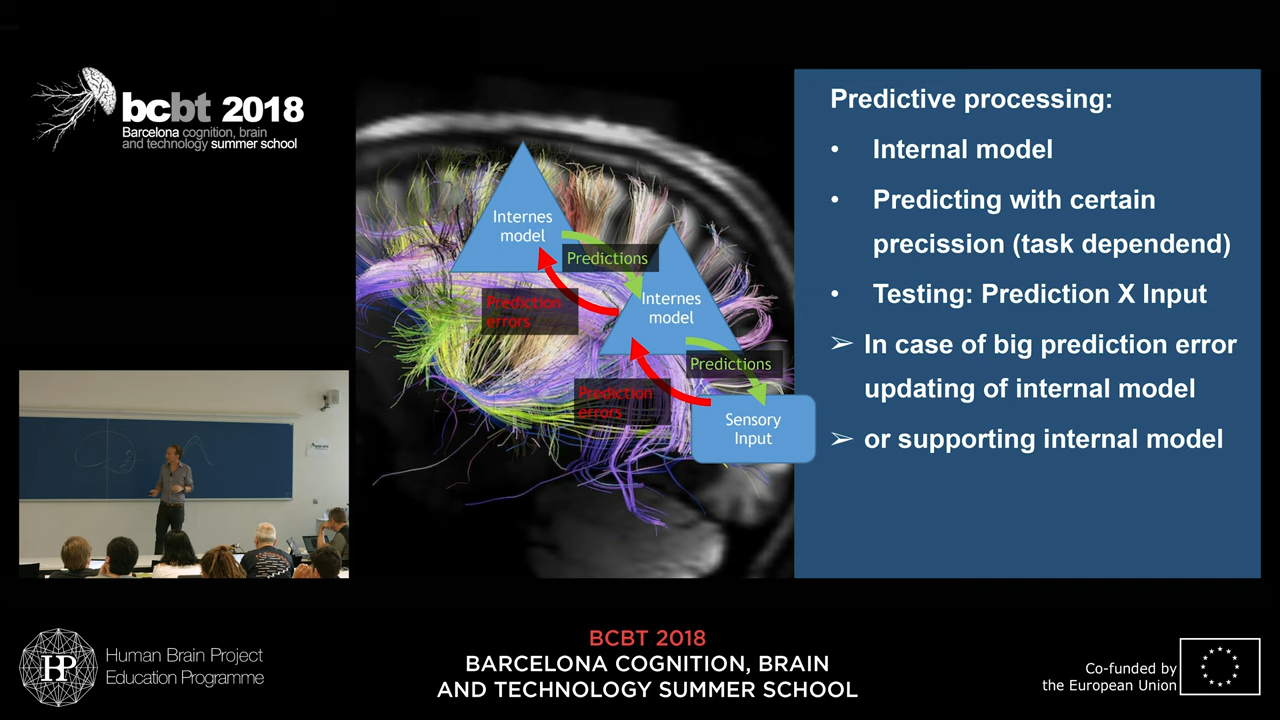 bcbt 2018
Barcelona cognition, brain
and technology summer school
Internes
model
Predictions
Prediction
errors
Internes
model
Predictions
Prediction
errors
Sensory
Input
Predictive processing:
• Internal model
• Predicting with certain
precission (task dependend)
• Testing: Prediction X Input
➢ In case of big prediction error
updating of internal model
➢ or supporting internal model
HP
Human Brain Project
Education Programme
BCBT 2018
BARCELONA COGNITION, BRAIN
AND TECHNOLOGY SUMMER SCHOOL
Co-funded by
the European Union